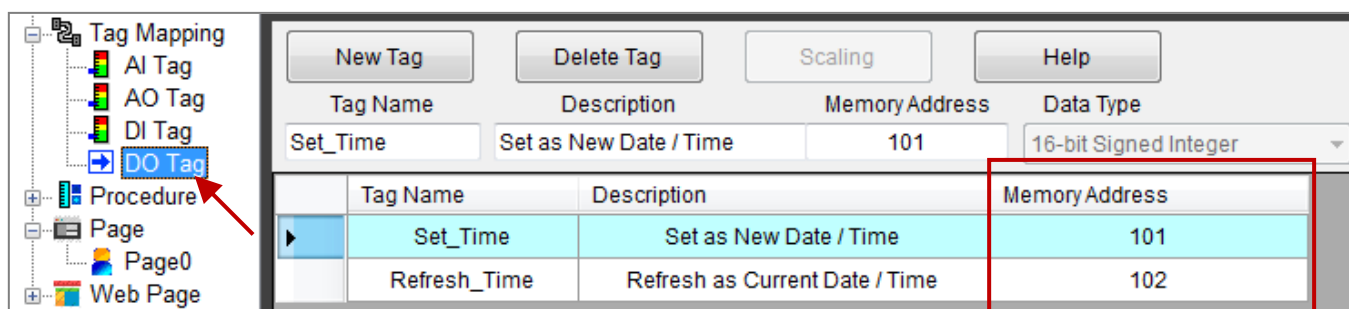 Tag Mapping
AI Tag
AO Tag
DI Tag
DO Tag
Procedure
Page
Page0
Web Page
New Tag Delete Tag Scaling Help
Tag Name Description Memory Address Data Type
Set_Time Set as New Date / Time 101 16-bit Signed Integer
Tag Name Description Memory Address
Set_Time Set as New Date / Time 101
Refresh_Time Refresh as Current Date / Time 102